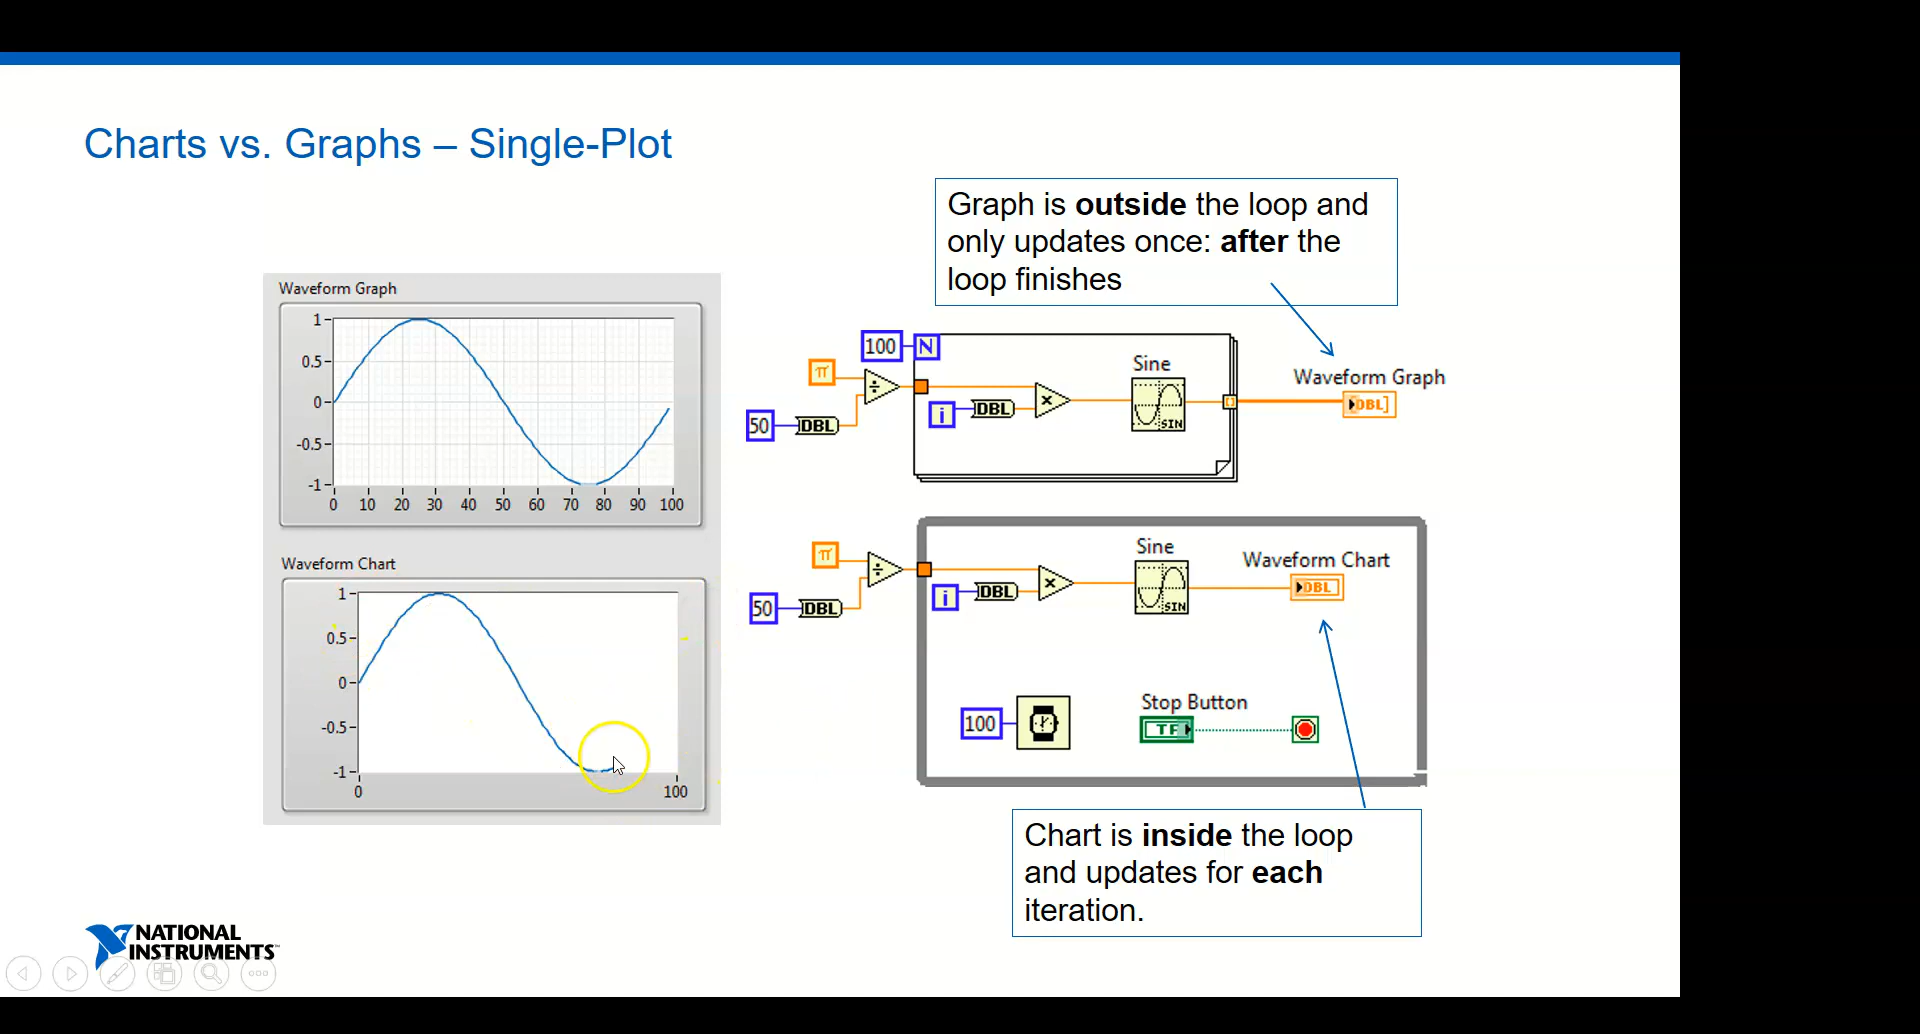 Charts vs. Graphs – Single-Plot
Graph is outside the loop and
only updates once: after the
loop finishes
Waveform Graph
1
0.5
0
-0.5
-1
0 10 20 30 40 50 60 70 80 90 100
100 N
π
÷
50 DBL
i DBL
×
Sine
SIN
Waveform Graph
DBL]
Waveform Chart
1
0.5
0
-0.5
-1
0 100
π
÷
50 DBL
i DBL
×
Sine
SIN
Waveform Chart
DBL
100
Stop Button
TF
Chart is inside the loop
and updates for each
iteration.
NATIONAL
INSTRUMENTS™